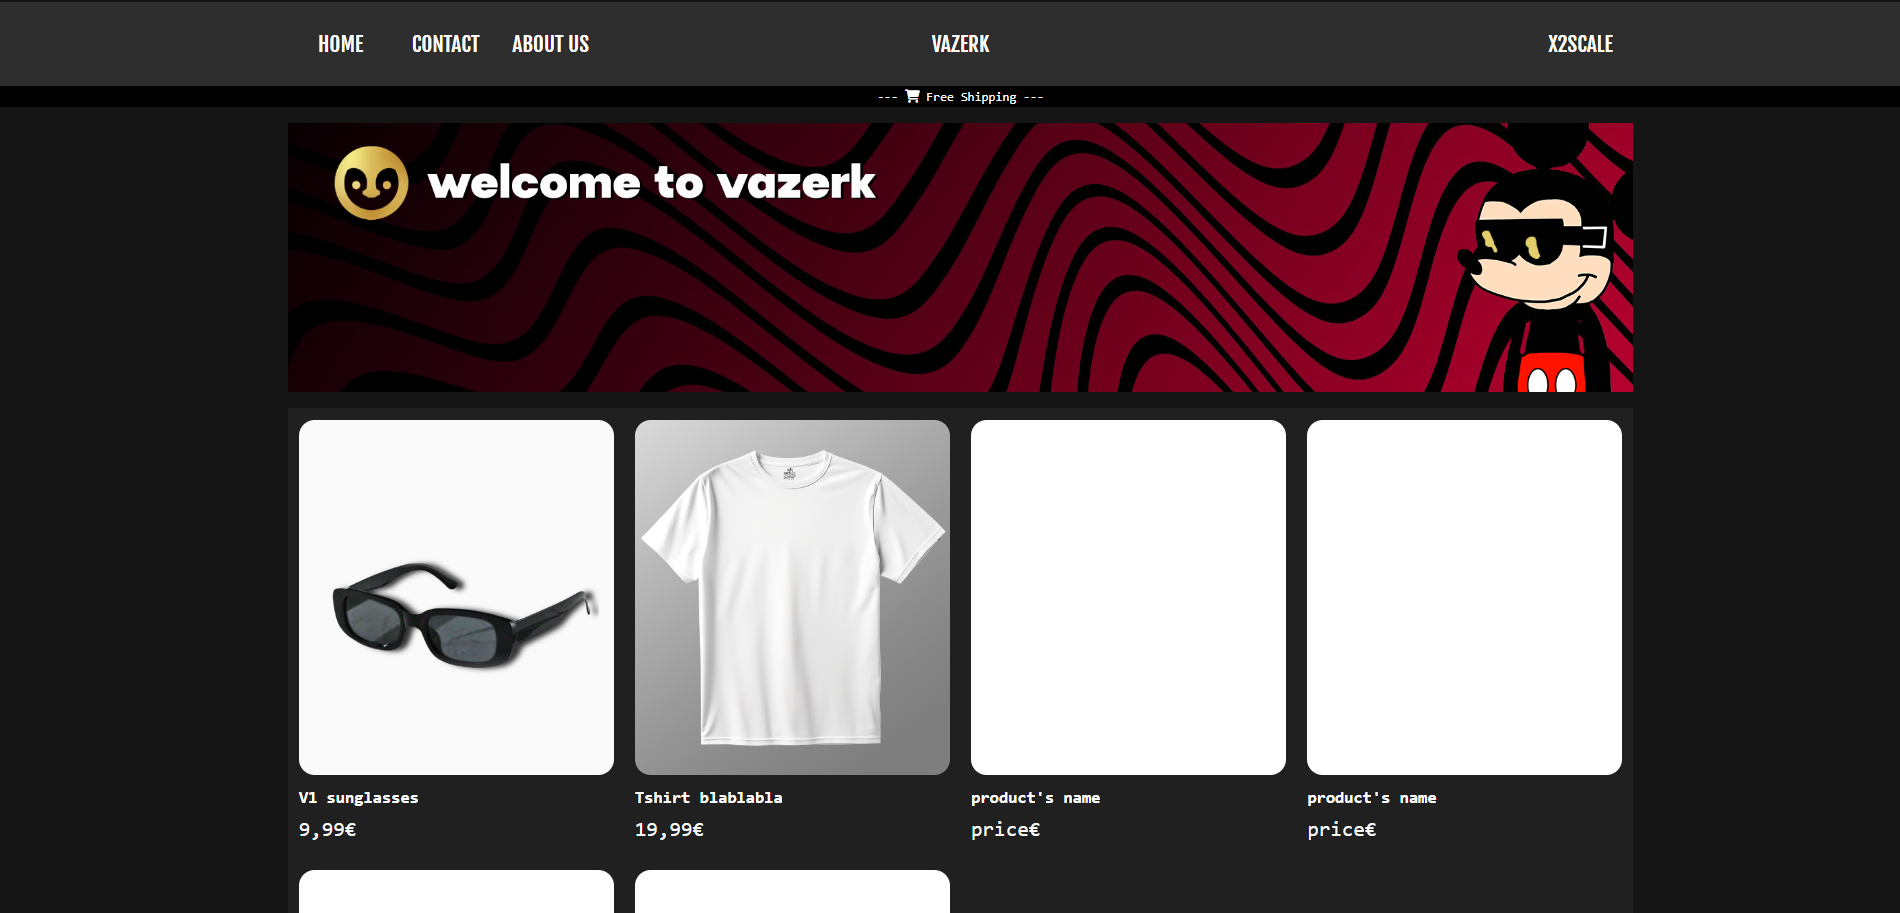 HOME CONTACT ABOUT US VAZERK X2SCALE
--- Free Shipping ---
welcome to vazerk
V1 sunglasses
9,99€
Tshirt blablabla
19,99€
product's name
price€
product's name
price€